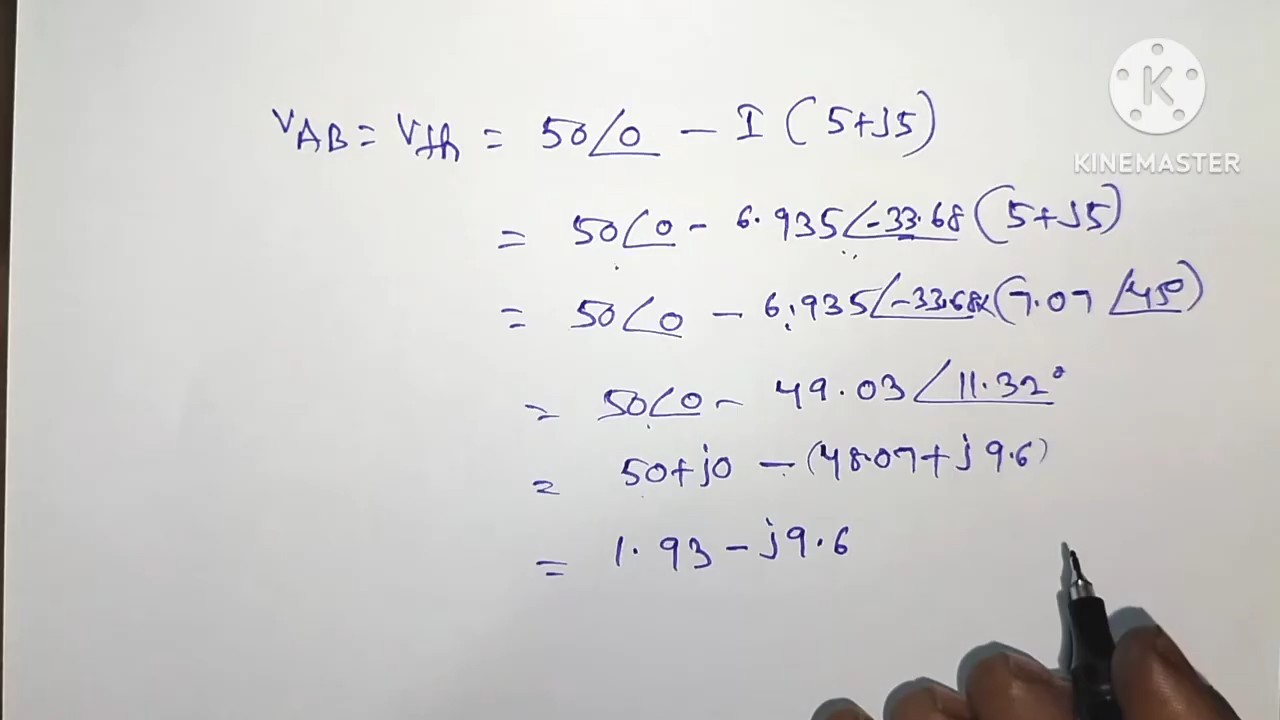 K
KINEMASTER
VAB = Vth = 50∠0 - I (5+j5)
= 50∠0 - 6.935∠-33.68 (5+j5)
= 50∠0 - 6.935∠-33.68 x (7.07 ∠45°)
= 50∠0 - 49.03 ∠11.32°
= 50+j0 - (48.07+j9.6)
= 1.93 - j9.6